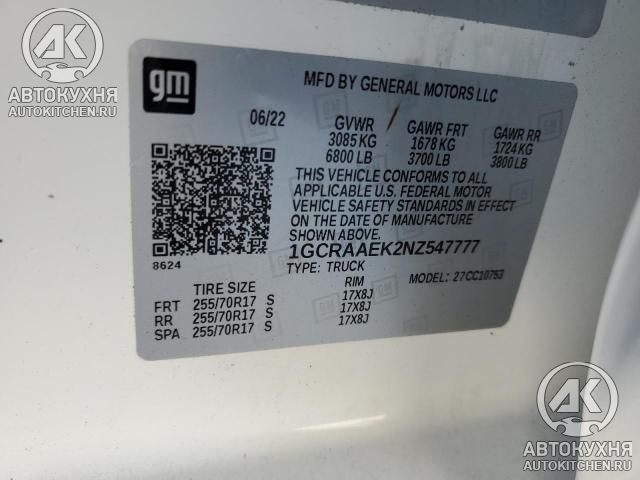 АВТОКУХНЯ
AUTOKITCHEN.RU
gm
MFD BY GENERAL MOTORS LLC
06/22 GVWR GAWR FRT GAWR RR
3085 KG 1678 KG 1724 KG
6800 LB 3700 LB 3800 LB
THIS VEHICLE CONFORMS TO ALL
APPLICABLE U.S. FEDERAL MOTOR
VEHICLE SAFETY STANDARDS IN EFFECT
ON THE DATE OF MANUFACTURE
1GCRAAEK2NZ547777
8624
TYPE: TRUCK MODEL: 27CC10753
TIRE SIZE RIM
FRT 255/70R17 S 17X8J
RR 255/70R17 S 17X8J
SPA 255/70R17 S 17X8J
АК
АВТОКУХНЯ
AUTOKITCHEN.RU